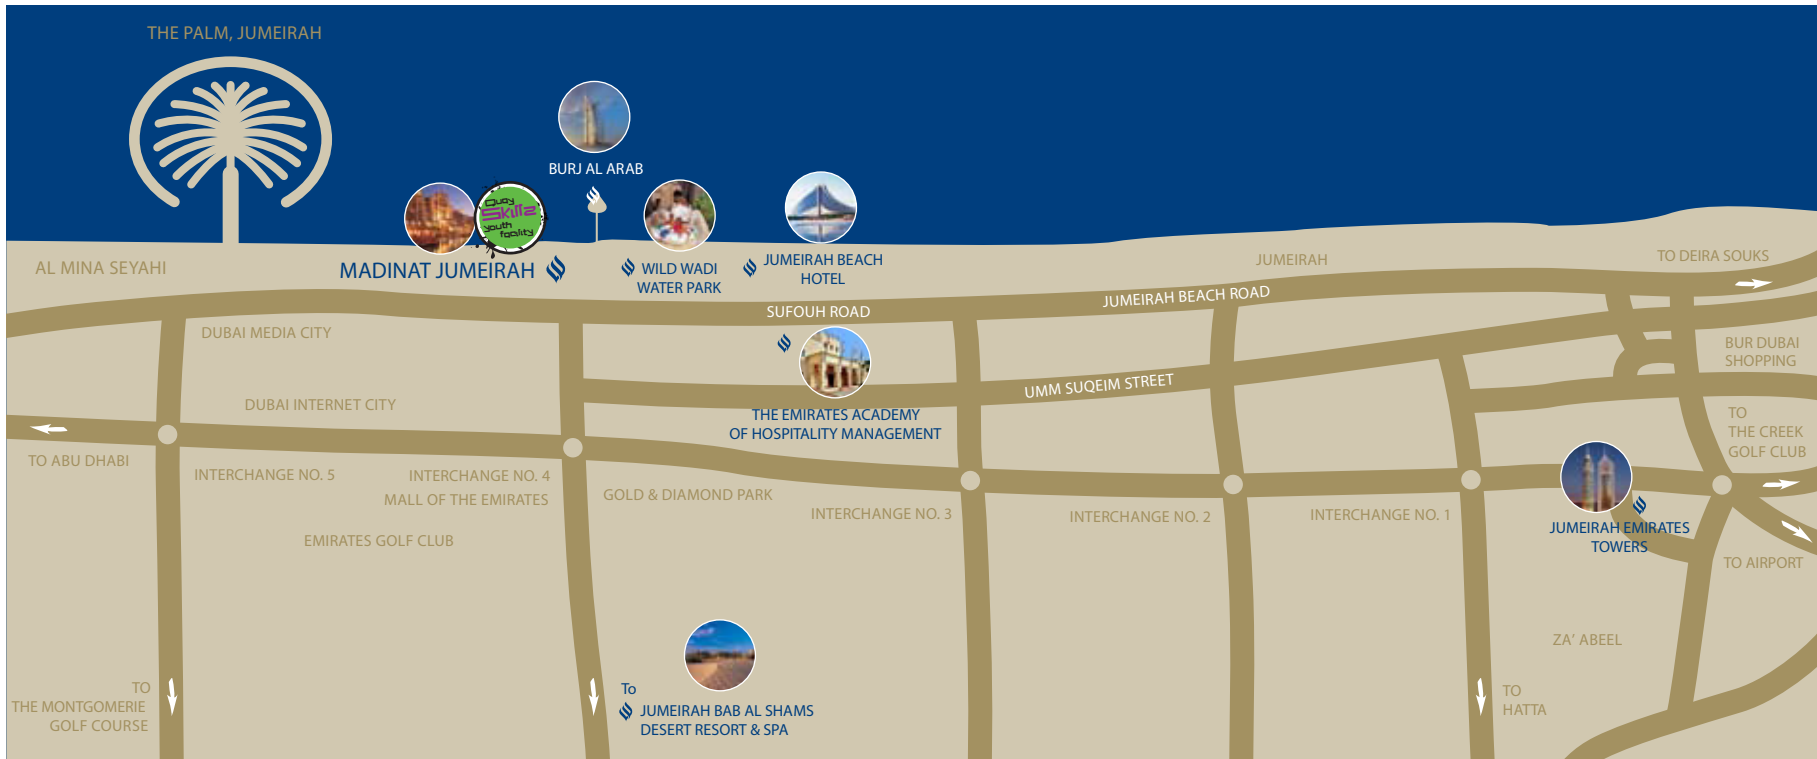 THE PALM, JUMEIRAH
BURJ AL ARAB
Quay
Skillz
youth
facility
AL MINA SEYAHI
MADINAT JUMEIRAH
WILD WADI
WATER PARK
JUMEIRAH BEACH
HOTEL
JUMEIRAH
TO DEIRA SOUKS
JUMEIRAH BEACH ROAD
SUFOUH ROAD
DUBAI MEDIA CITY
BUR DUBAI
SHOPPING
UMM SUQEIM STREET
DUBAI INTERNET CITY
THE EMIRATES ACADEMY
OF HOSPITALITY MANAGEMENT
TO
THE CREEK
GOLF CLUB
TO ABU DHABI
INTERCHANGE NO. 5
INTERCHANGE NO. 4
MALL OF THE EMIRATES
GOLD & DIAMOND PARK
INTERCHANGE NO. 3
INTERCHANGE NO. 2
INTERCHANGE NO. 1
JUMEIRAH EMIRATES
TOWERS
EMIRATES GOLF CLUB
TO AIRPORT
ZA' ABEEL
TO
THE MONTGOMERIE
GOLF COURSE
To
JUMEIRAH BAB AL SHAMS
DESERT RESORT & SPA
TO
HATTA